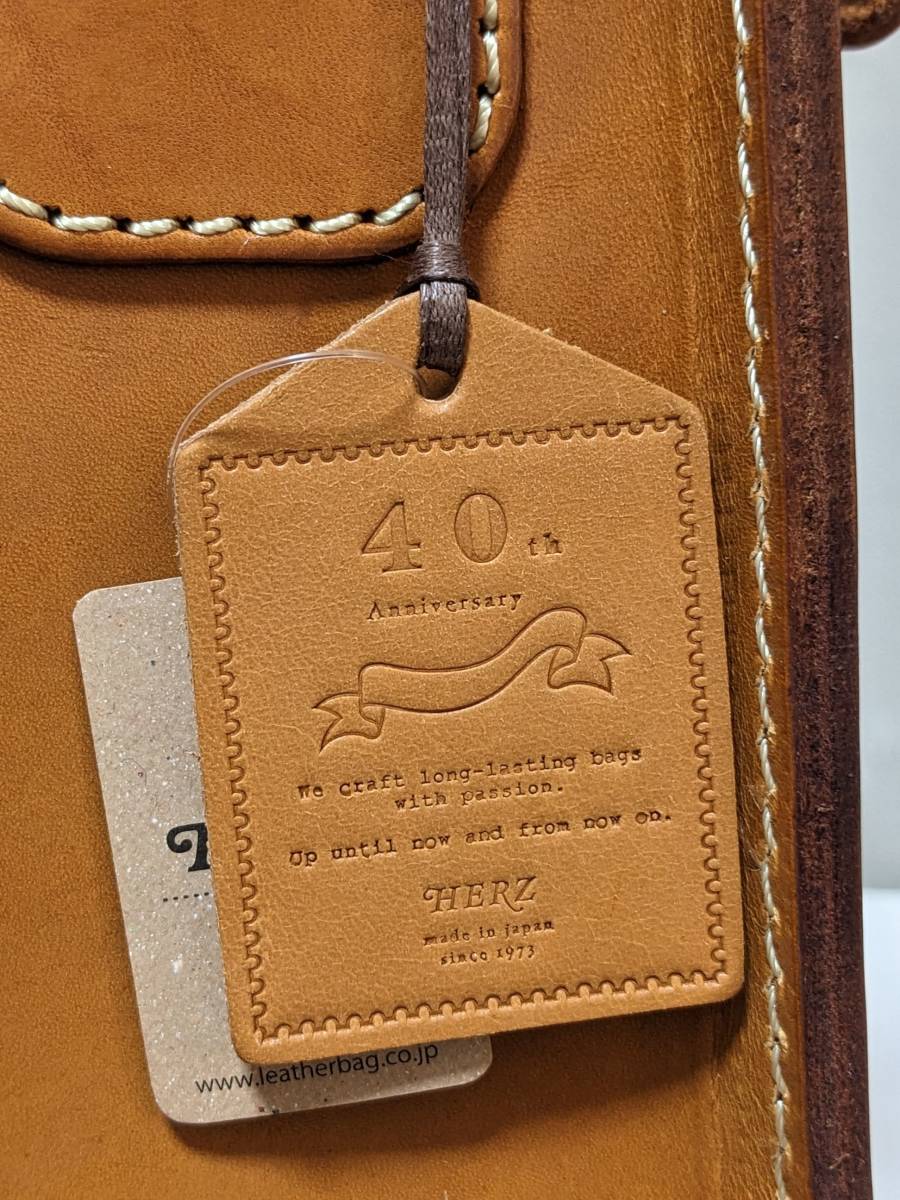 40th
Anniversary
We craft long-lasting bags
with passion.
Up until now and from now on.
HERZ
made in japan
since 1973
www.leatherbag.co.jp